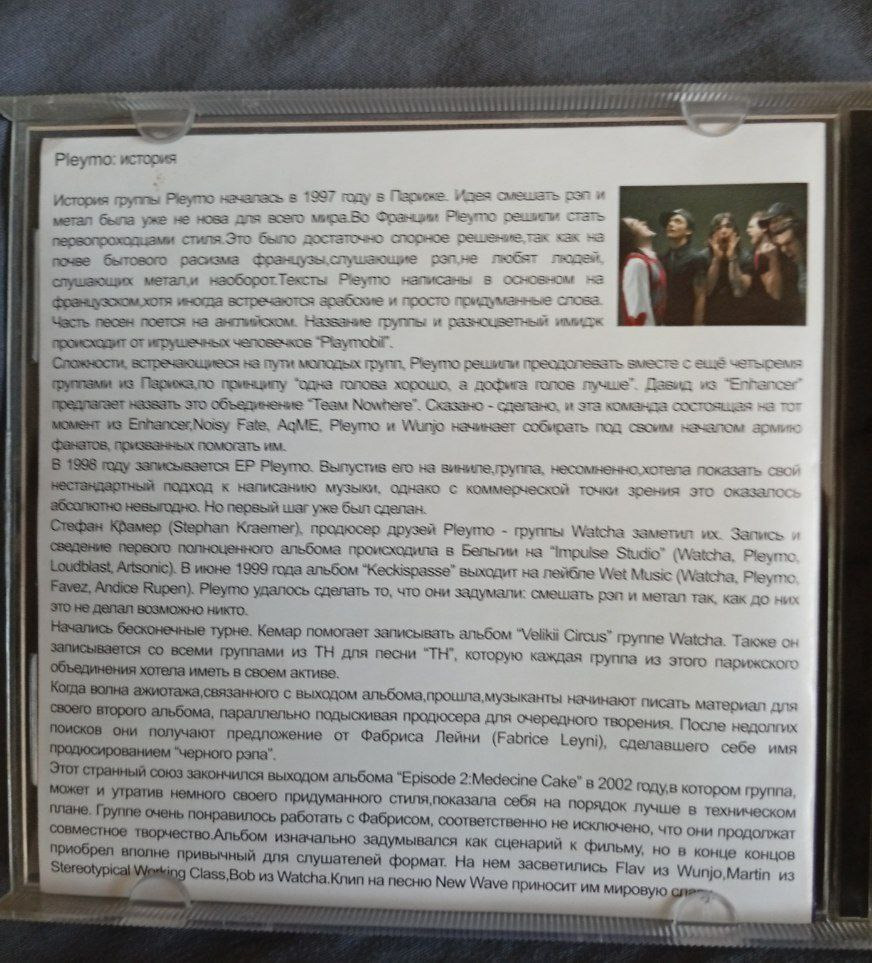 Pleymo: история
История группы Pleymo началась в 1997 году в Париже. Идея смешать рэп и
метал была уже не нова для всего мира.Во Франции Pleymo решили стать
первопроходцами стиля.Это было достаточно спорное решение,так как на
почве бытового расизма французы,слушающие рэп,не любят людей,
слушающих метал,и наоборот.Тексты Pleymo написаны в основном на
французском,хотя иногда встречаются арабские и просто придуманные слова.
Часть песен поется на английском. Название группы и разноцветный имидж
происходит от игрушечных человечков “Playmobil”.
Сложности, встречающиеся на пути молодых групп, Pleymo решили преодолевать вместе с ещё четыремя
группами из Парижа,по принципу “одна голова хорошо, а дофига голов лучше”. Давид из “Enhancer”
предлагает назвать это объединение “Team Nowhere”. Сказано - сделано, и эта команда состоящая на тот
момент из Enhancer,Noisy Fate, AqME, Pleymo и Wunjo начинает собирать под своим началом армию
фанатов, призванных помогать им.
В 1998 году записывается EP Pleymo. Выпустив его на виниле,группа, несомненно,хотела показать свой
нестандартный подход к написанию музыки, однако с коммерческой точки зрения это оказалось
абсолютно невыгодно. Но первый шаг уже был сделан.
Стефан Крамер (Stephan Kraemer), продюсер друзей Pleymo - группы Watcha заметил их. Запись и
сведение первого полноценного альбома происходила в Бельгии на “Impulse Studio” (Watcha, Pleymo,
Loudblast, Artsonic). В июне 1999 года альбом “Keckispasse” выходит на лейбле Wet Music (Watcha, Pleymo,
Favez, Andice Rupen). Pleymo удалось сделать то, что они задумали: смешать рэп и метал так, как до них
это не делал возможно никто.
Начались бесконечные турне. Кемар помогает записывать альбом “Velikii Circus” группе Watcha. Также он
записывается со всеми группами из ТН для песни “TH”, которую каждая группа из этого парижского
объединения хотела иметь в своем активе.
Когда волна ажиотажа,связанного с выходом альбома,прошла,музыканты начинают писать материал для
своего второго альбома, параллельно подыскивая продюсера для очередного творения. После недолгих
поисков они получают предложение от Фабриса Лейни (Fabrice Leyni), сделавшего себе имя
продюсированием “черного рэпа”.
Этот странный союз закончился выходом альбома “Episode 2:Medecine Cake” в 2002 году,в котором группа,
может и утратив немного своего придуманного стиля,показала себя на порядок лучше в техническом
плане. Группе очень понравилось работать с Фабрисом, соответственно не исключено, что они продолжат
совместное творчество.Альбом изначально задумывался как сценарий к фильму, но в конце концов
приобрел вполне привычный для слушателей формат. На нем засветились Flav из Wunjo,Martin из
Stereotypical Working Class,Bob из Watcha.Клип на песню New Wave приносит им мировую славу.